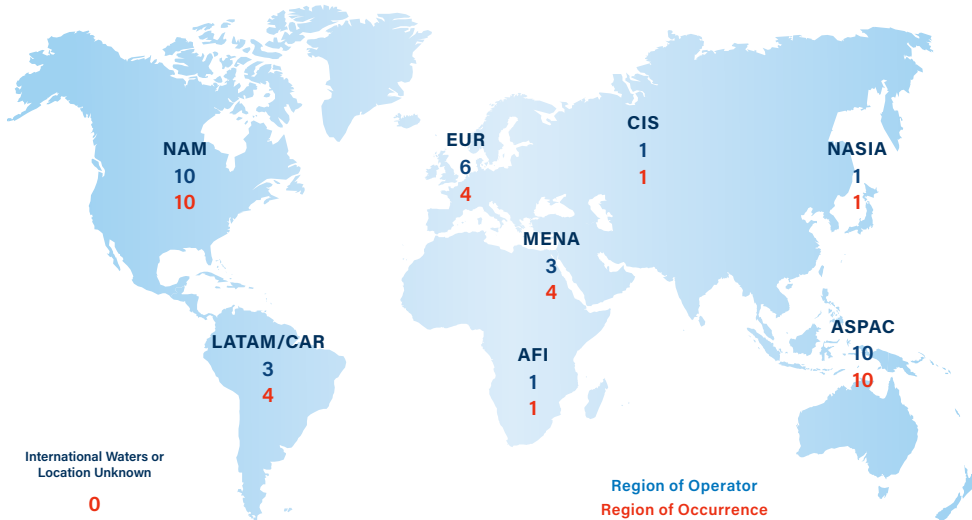 NAM
10
10
EUR
6
4
CIS
1
1
NASIA
1
1
MENA
3
4
LATAM/CAR
3
4
AFI
1
1
ASPAC
10
10
International Waters or
Location Unknown
0
Region of Operator
Region of Occurrence